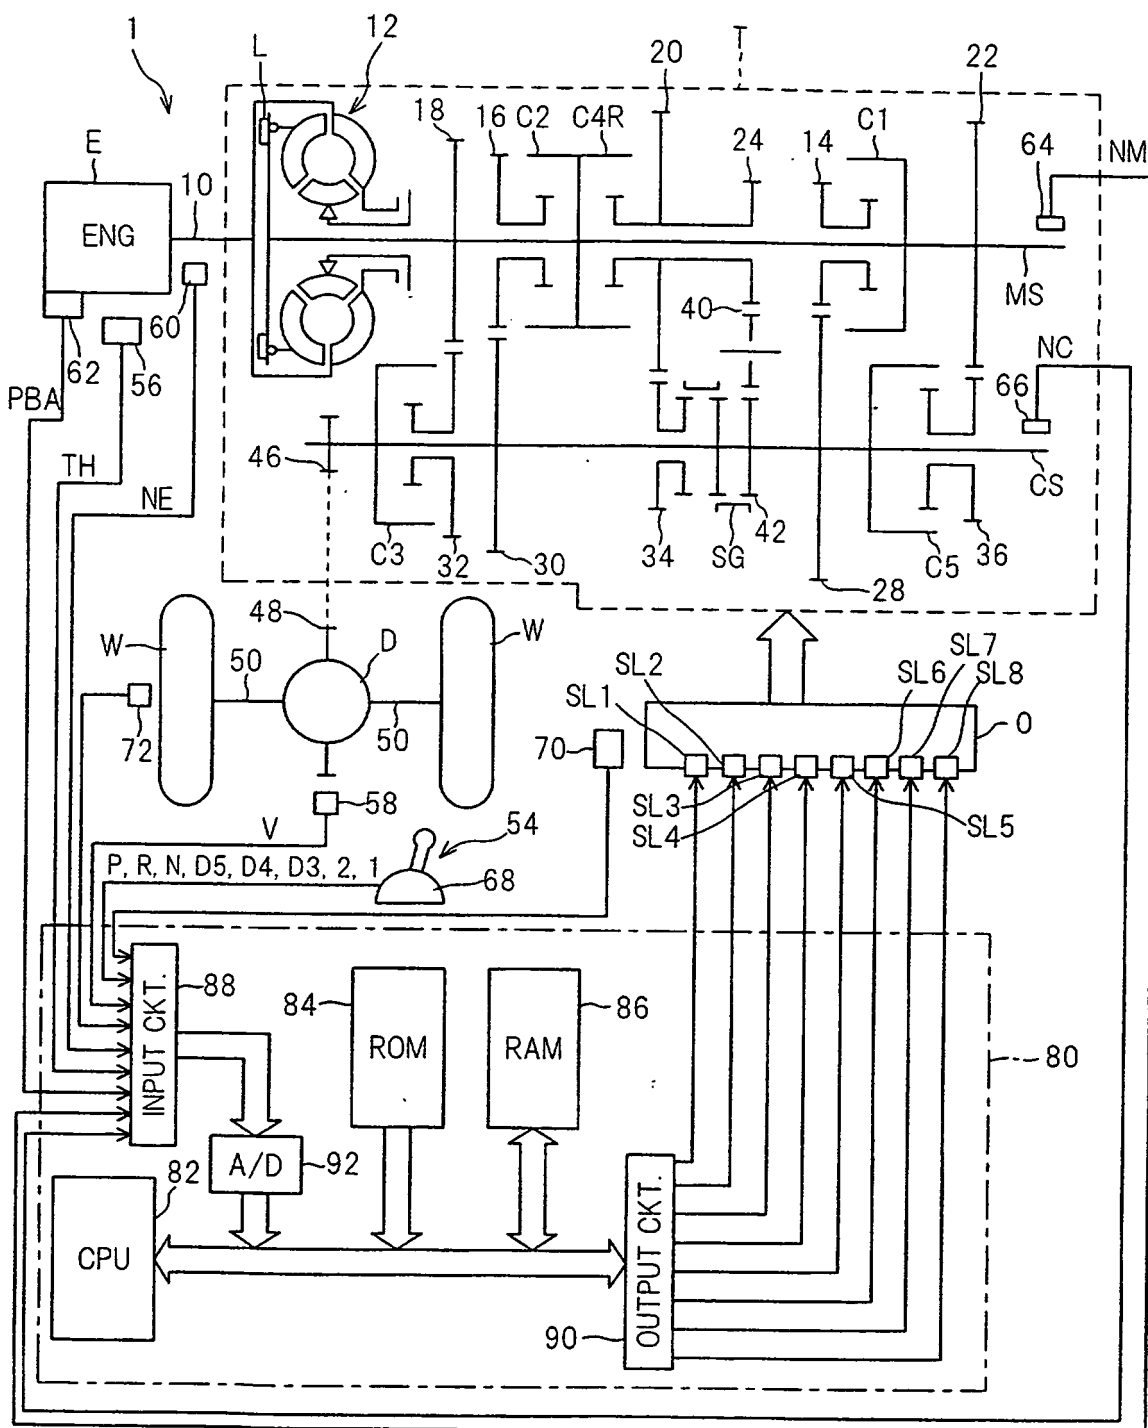 1
L
12
T
20
22
18
16
C2
C4R
24
14
C1
64
NM
E
ENG
10
MS
60
62
56
40
NC
66
PBA
TH
NE
46
CS
C3
32
30
34
SG
42
28
C5
36
W
48
D
W
50
50
72
58
V
54
P, R, N, D5, D4, D3, 2, 1
68
70
SL1
SL2
SL6
SL7
SL8
O
SL3
SL4
SL5
INPUT CKT.
88
84
ROM
86
RAM
80
A/D
92
82
CPU
OUTPUT CKT.
90